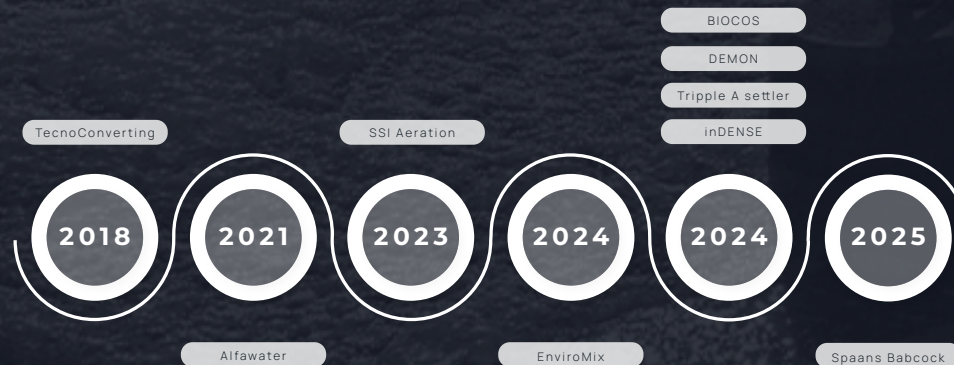 BIOCOS
DEMON
Tripple A settler
inDENSE
TecnoConverting
SSI Aeration
2018
2021
2023
2024
2024
2025
Alfawater
EnviroMix
Spaans Babcock